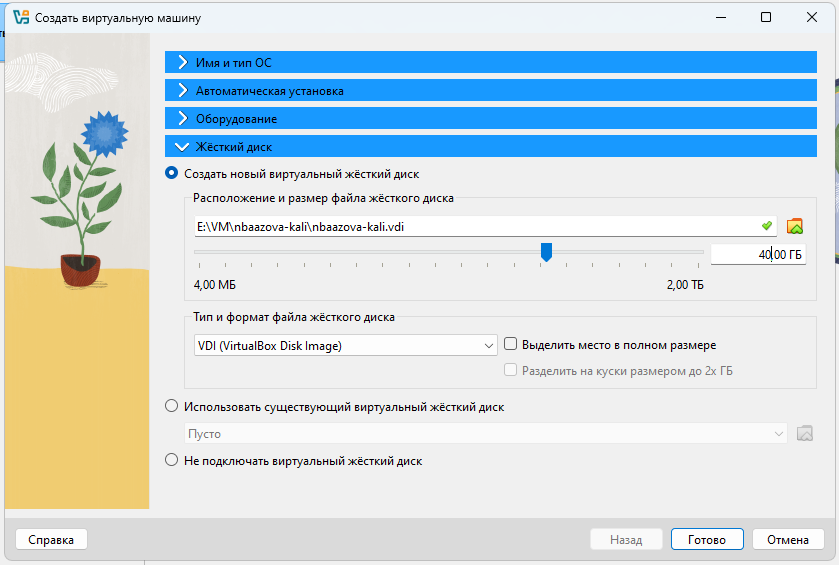 Создать виртуальную машину
Имя и тип ОС
Автоматическая установка
Оборудование
Жёсткий диск
Создать новый виртуальный жёсткий диск
Расположение и размер файла жёсткого диска
E:\VM\nbaazova-kali\nbaazova-kali.vdi
40,00 ГБ
4,00 МБ 2,00 ТБ
Тип и формат файла жёсткого диска
VDI (VirtualBox Disk Image) Выделить место в полном размере
Разделить на куски размером до 2х ГБ
Использовать существующий виртуальный жёсткий диск
Пусто
Не подключать виртуальный жёсткий диск
Справка Назад Готово Отмена